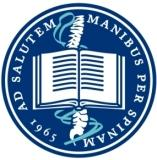 AD SALUTEM MANIBUS PER SPINAM
1965